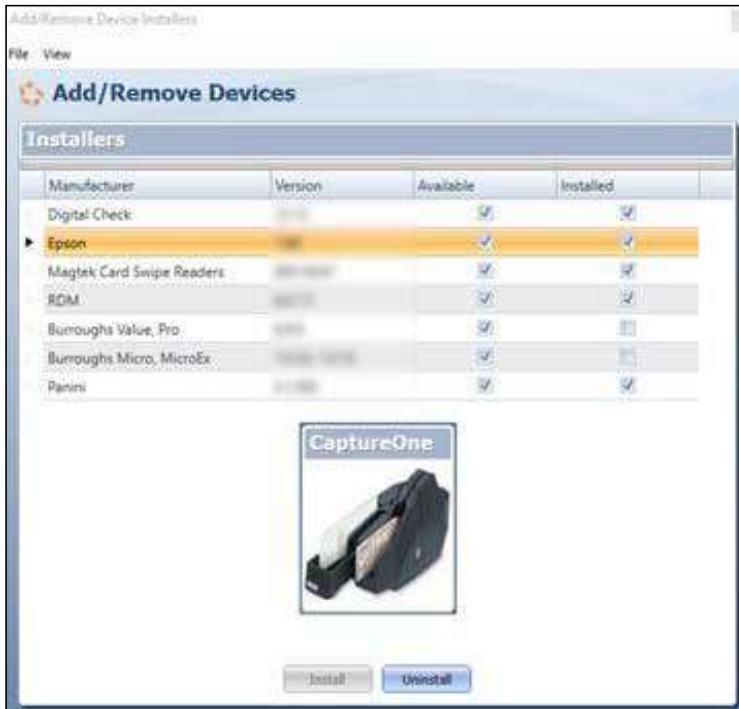 Add/Remove Device Installers
File View
Add/Remove Devices
Installers
Manufacturer Version Available Installed
Digital Check
Epson
Magtek Card Swipe Readers
RDM
Burroughs Value, Pro
Burroughs Micro, MicroEx
Panini
CaptureOne
Install Uninstall